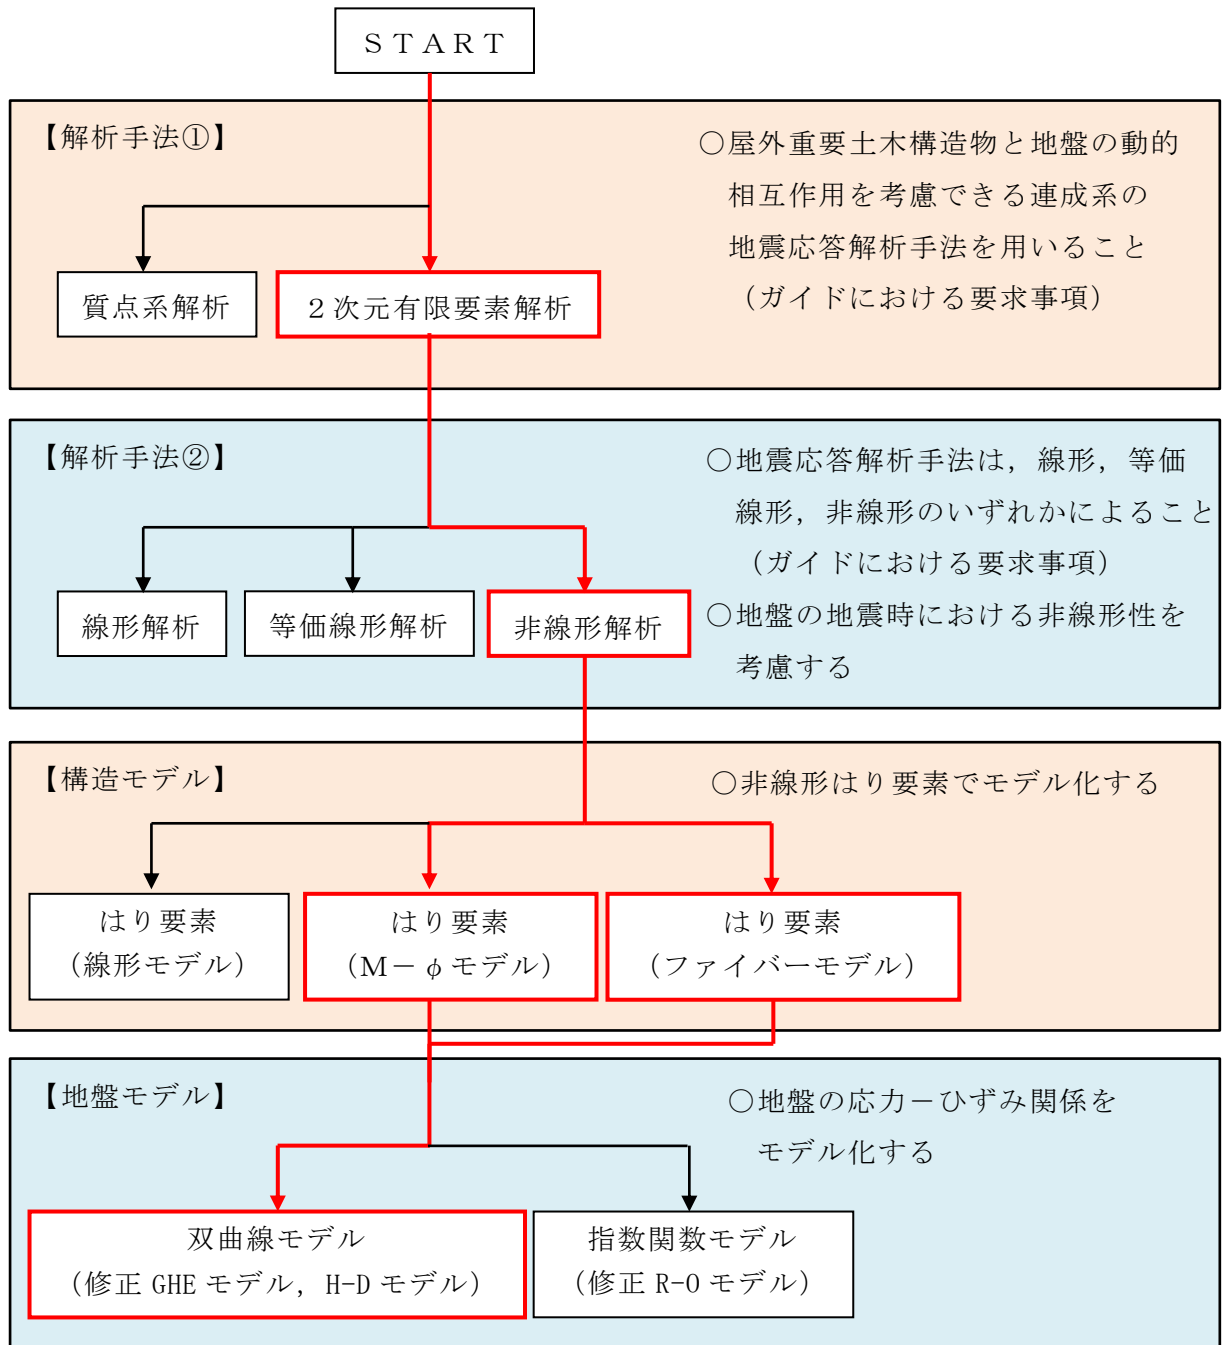 ＳＴＡＲＴ
【解析手法①】
○屋外重要土木構造物と地盤の動的
相互作用を考慮できる連成系の
地震応答解析手法を用いること
（ガイドにおける要求事項）
質点系解析
２次元有限要素解析
【解析手法②】
○地震応答解析手法は，線形，等価
線形，非線形のいずれかによること
（ガイドにおける要求事項）
○地盤の地震時における非線形性を
考慮する
線形解析
等価線形解析
非線形解析
【構造モデル】
○非線形はり要素でモデル化する
はり要素
（線形モデル）
はり要素
（Ｍ－φモデル）
はり要素
（ファイバーモデル）
【地盤モデル】
○地盤の応力－ひずみ関係を
モデル化する
双曲線モデル
（修正 GHE モデル，H-D モデル）
指数関数モデル
（修正 R-O モデル）